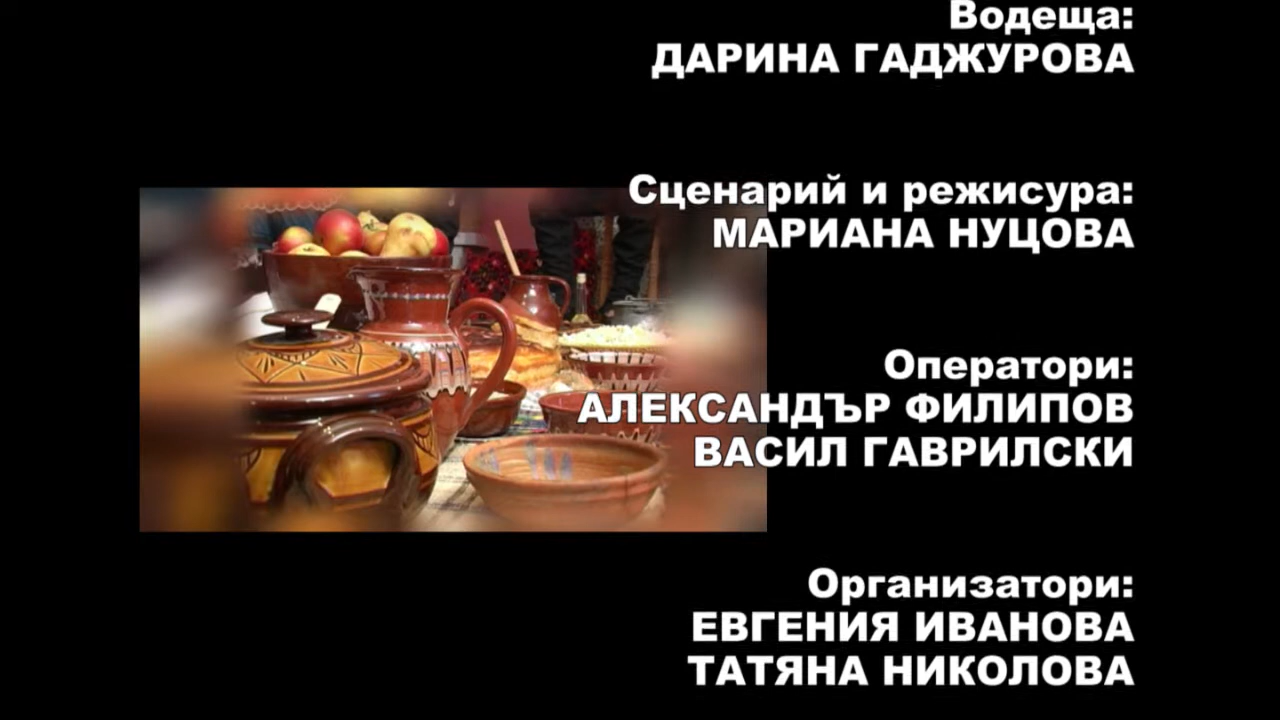 Водеща:
ДАРИНА ГАДЖУРОВА
Сценарий и режисура:
МАРИАНА НУЦОВА
Оператори:
АЛЕКСАНДЪР ФИЛИПОВ
ВАСИЛ ГАВРИЛСКИ
Организатори:
ЕВГЕНИЯ ИВАНОВА
ТАТЯНА НИКОЛОВА